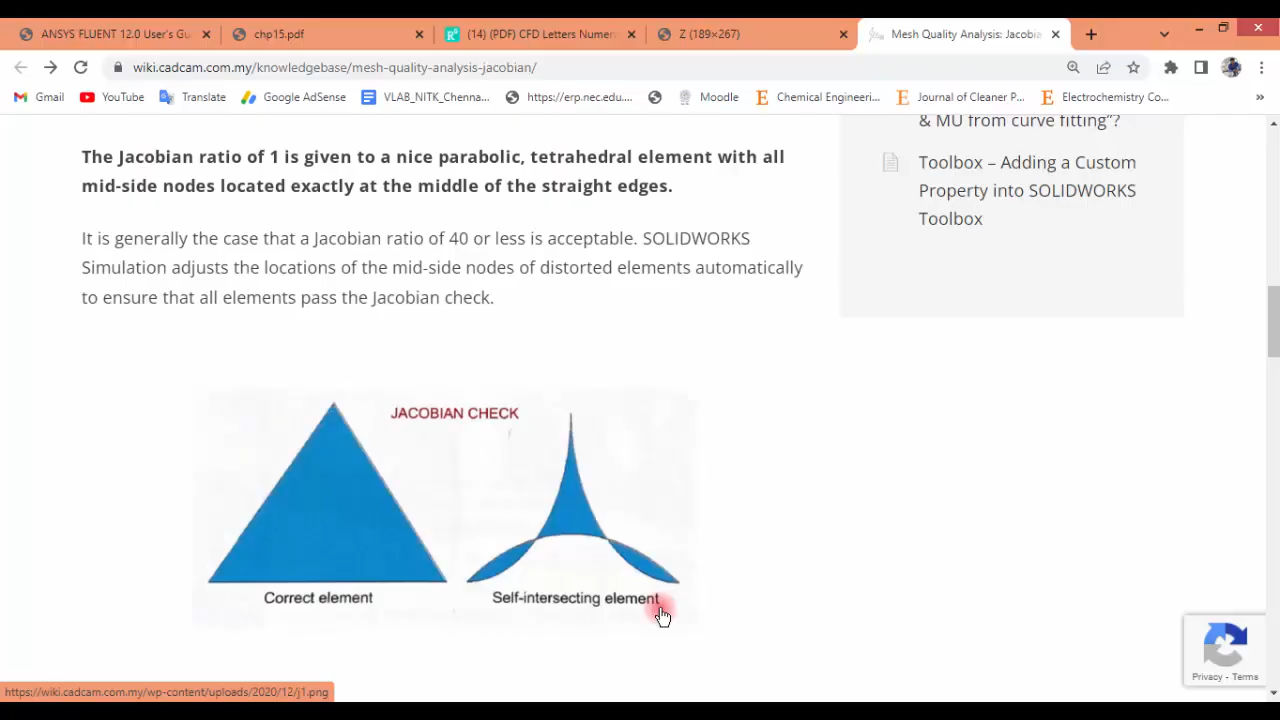 ANSYS FLUENT 12.0 User's Gu
chp15.pdf
(14) (PDF) CFD Letters Numer
Z (189×267)
Mesh Quality Analysis: Jacobia
wiki.cadcam.com.my/knowledgebase/mesh-quality-analysis-jacobian/
Gmail
YouTube
Translate
Google AdSense
VLAB_NITK_Chenna...
https://erp.nec.edu....
Moodle
Chemical Engineeri...
Journal of Cleaner P...
Electrochemistry Co...
& MU from curve fitting"?
Toolbox – Adding a Custom
Property into SOLIDWORKS
Toolbox
The Jacobian ratio of 1 is given to a nice parabolic, tetrahedral element with all
mid-side nodes located exactly at the middle of the straight edges.
It is generally the case that a Jacobian ratio of 40 or less is acceptable. SOLIDWORKS
Simulation adjusts the locations of the mid-side nodes of distorted elements automatically
to ensure that all elements pass the Jacobian check.
JACOBIAN CHECK
Correct element
Self-intersecting element
Privacy - Terms
https://wiki.cadcam.com.my/wp-content/uploads/2020/12/j1.png